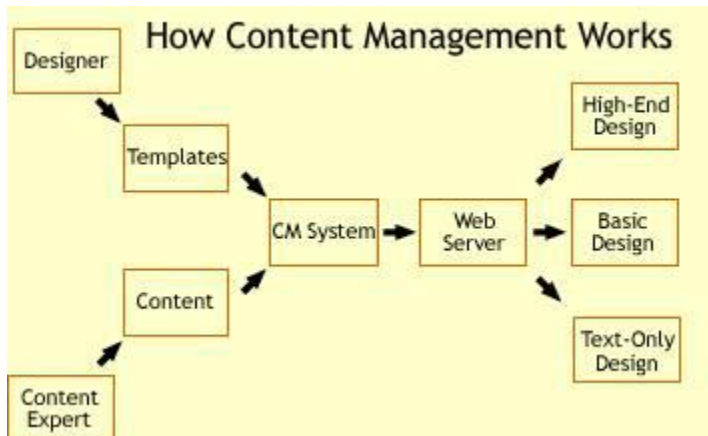 How Content Management Works
Designer
Templates
Content
Content
Expert
CM System
Web
Server
High-End
Design
Basic
Design
Text-Only
Design